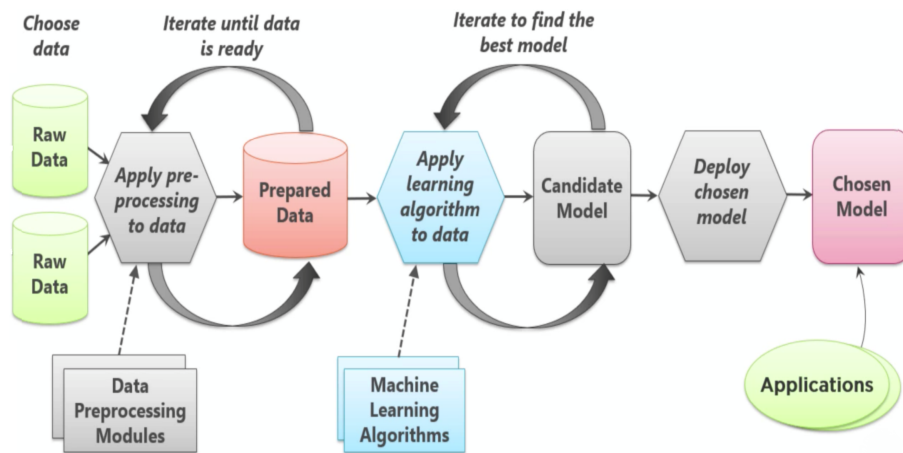 Choose
data
Iterate until data
is ready
Iterate to find the
best model
Raw
Data
Raw
Data
Apply pre-
processing
to data
Prepared
Data
Apply
learning
algorithm
to data
Candidate
Model
Deploy
chosen
model
Chosen
Model
Data
Preprocessing
Modules
Machine
Learning
Algorithms
Applications